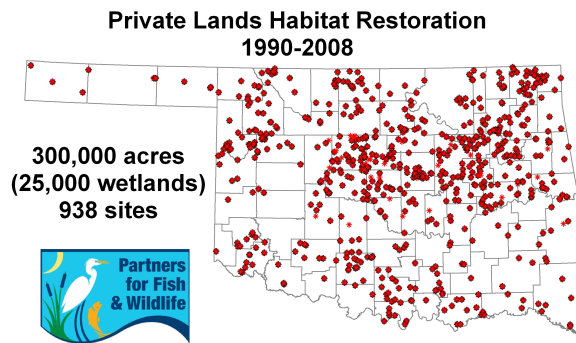 Private Lands Habitat Restoration
1990-2008
300,000 acres
(25,000 wetlands)
938 sites
Partners
for Fish
& Wildlife